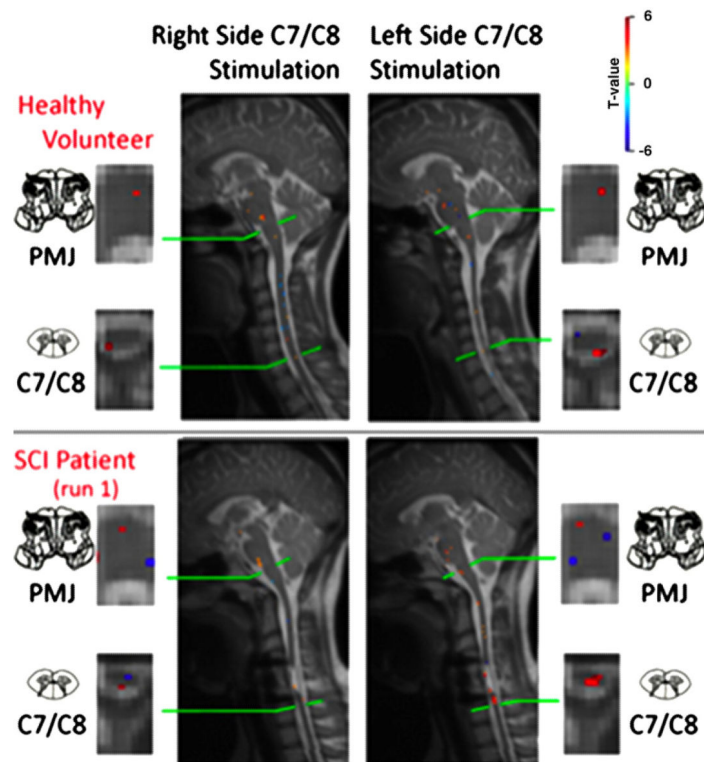 Right Side C7/C8
Stimulation
Left Side C7/C8
Stimulation
6
0
-6
T-value
Healthy
Volunteer
PMJ
PMJ
C7/C8
C7/C8
SCI Patient
(run 1)
PMJ
PMJ
C7/C8
C7/C8